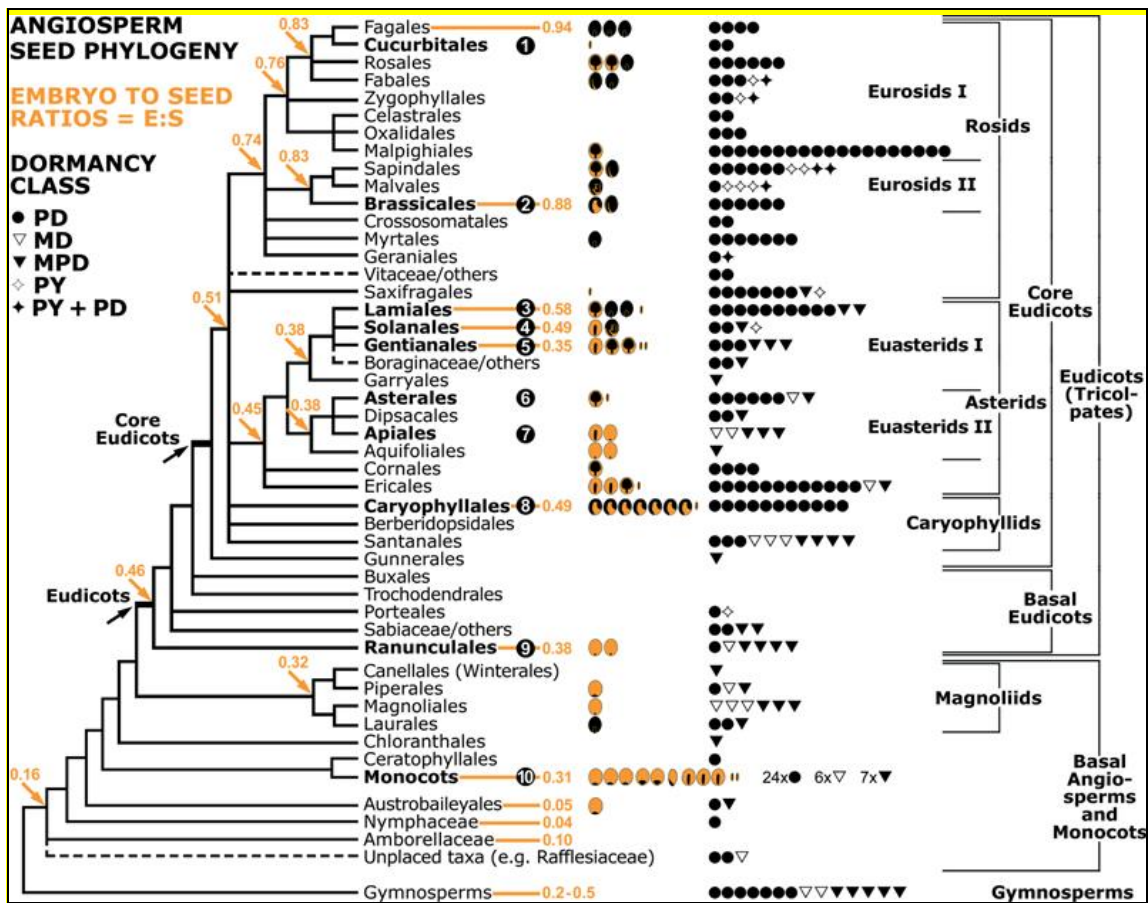 ANGIOSPERM
SEED PHYLOGENY
EMBRYO TO SEED
RATIOS = E:S
DORMANCY
CLASS
PD
MD
MPD
PY
PY + PD
0.83
0.76
0.74
0.83
0.51
0.38
0.45
0.38
Core
Eudicots
0.46
Eudicots
0.32
0.16
Fagales 0.94
Cucurbitales 1
Rosales
Fabales
Zygophyllales
Celastrales
Oxalidales
Malpighiales
Sapindales
Malvales
Brassicales 2 0.88
Crossosomatales
Myrtales
Geraniales
Vitaceae/others
Saxifragales
Lamiales 3 0.58
Solanales 4 0.49
Gentianales 5 0.35
Boraginaceae/others
Garryales
Asterales 6
Dipsacales
Apiales 7
Aquifoliales
Cornales
Ericales
Caryophyllales 8 0.49
Berberidopsidales
Santanales
Gunnerales
Buxales
Trochodendrales
Porteales
Sabiaceae/others
Ranunculales 9 0.38
Canellales (Winterales)
Piperales
Magnoliales
Laurales
Chloranthales
Ceratophyllales
Monocots 10 0.31 24x 6x 7x
Austrobaileyales 0.05
Nymphaceae 0.04
Amborellaceae 0.10
Unplaced taxa (e.g. Rafflesiaceae)
Gymnosperms 0.2-0.5
Eurosids I
Rosids
Eurosids II
Core
Eudicots
Euasterids I
Asterids
Euasterids II
Eudicots
(Tricol-
pates)
Caryophyllids
Basal
Eudicots
Magnoliids
Basal
Angio-
sperms
and
Monocots
Gymnosperms